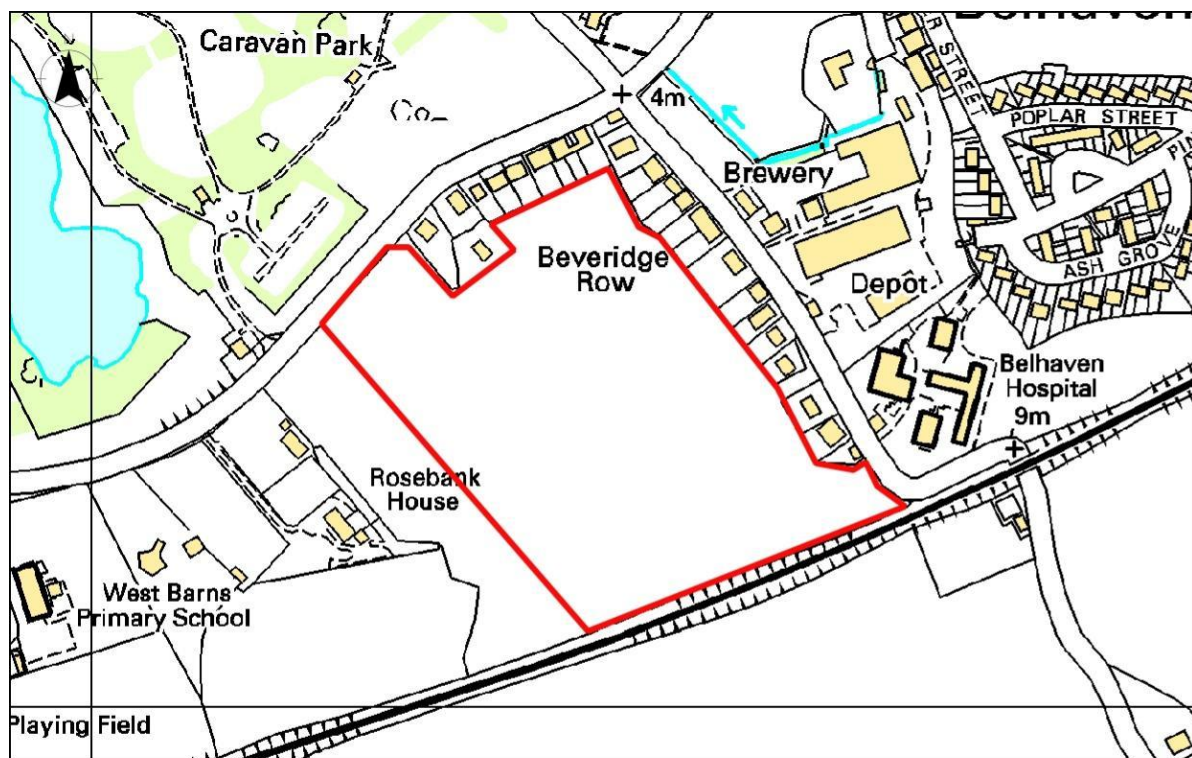 Belhaven
Caravan Park
4m
STREET
POPLAR STREET
Brewery
Beveridge
Row
ASH GROVE
Depot
Belhaven
Hospital
9m
Rosebank
House
West Barns
Primary School
Playing Field